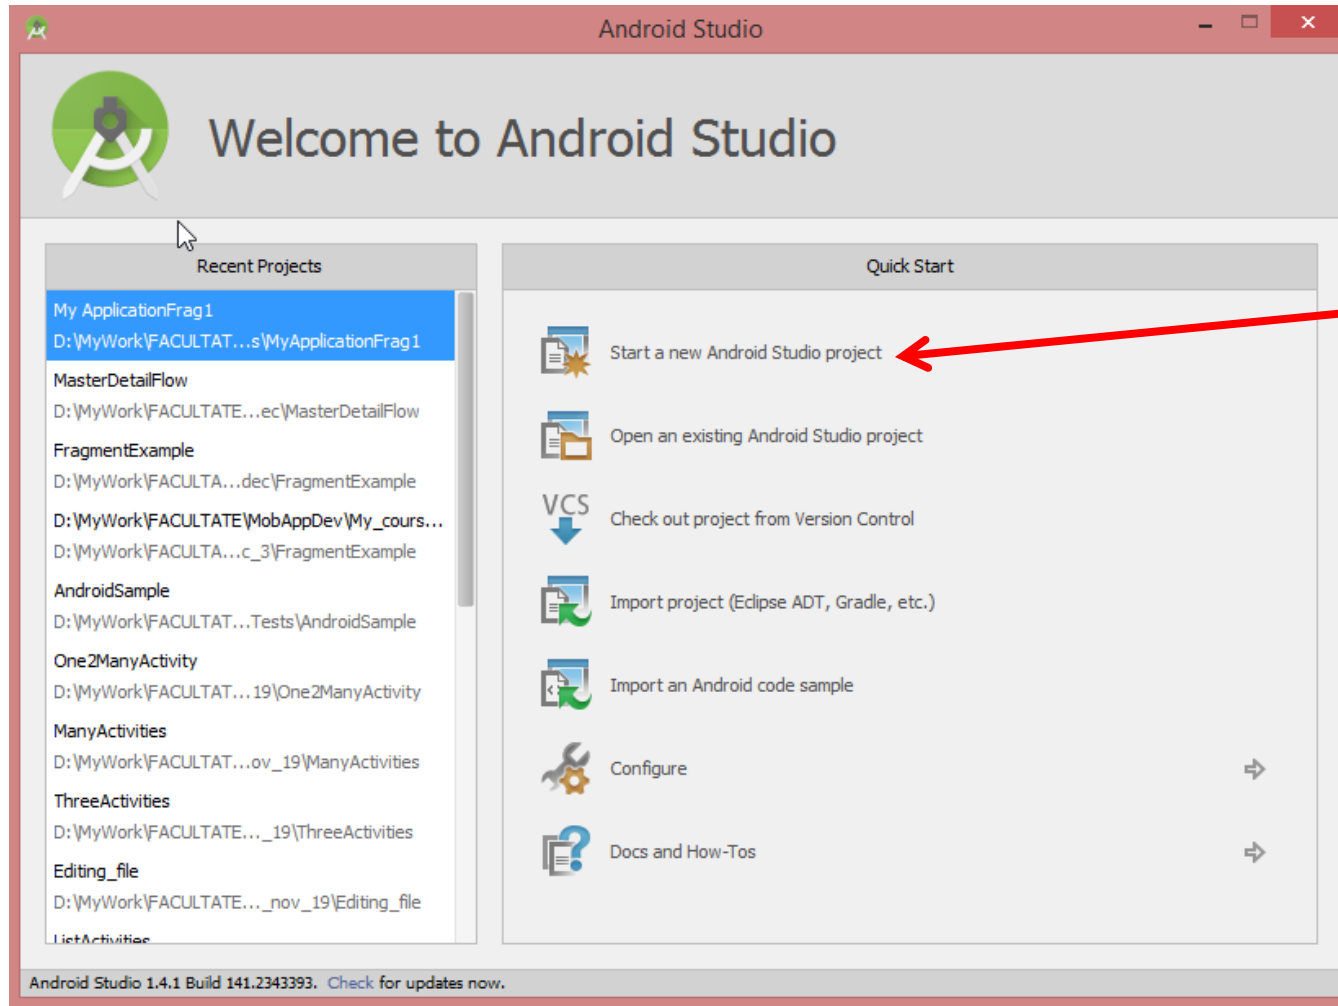 Android Studio
Welcome to Android Studio
Recent Projects
My ApplicationFrag1
D:\MyWork\FACULTAT...s\MyApplicationFrag1
MasterDetailFlow
D:\MyWork\FACULTATE...ec\MasterDetailFlow
FragmentExample
D:\MyWork\FACULTA...dec\FragmentExample
D:\MyWork\FACULTATE\MobAppDev\My_cours...
D:\MyWork\FACULTA...c_3\FragmentExample
AndroidSample
D:\MyWork\FACULTAT...Tests\AndroidSample
One2ManyActivity
D:\MyWork\FACULTAT...19\One2ManyActivity
ManyActivities
D:\MyWork\FACULTAT...ov_19\ManyActivities
ThreeActivities
D:\MyWork\FACULTATE..._19\ThreeActivities
Editing_file
D:\MyWork\FACULTATE..._nov_19\Editing_file
ListActivities
Quick Start
Start a new Android Studio project
Open an existing Android Studio project
VCS
Check out project from Version Control
Import project (Eclipse ADT, Gradle, etc.)
Import an Android code sample
Configure
Docs and How-Tos
Android Studio 1.4.1 Build 141.2343393. Check for updates now.